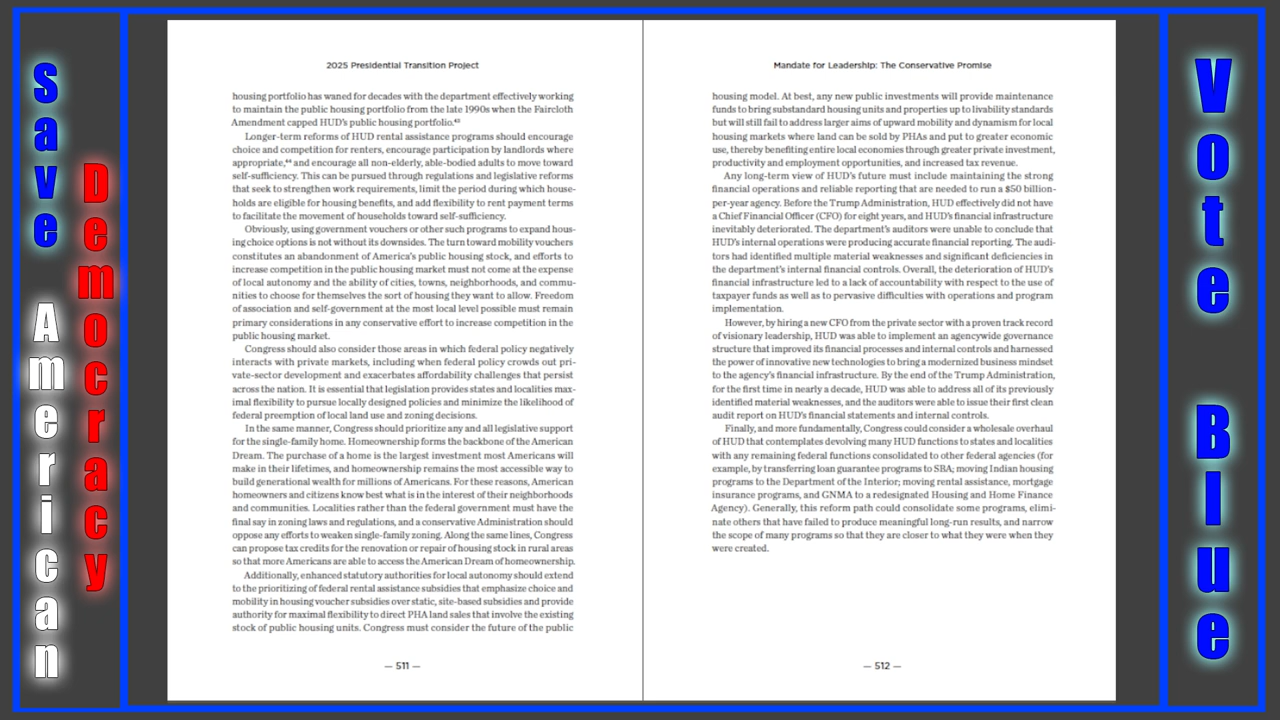 Save American
Democracy
2025 Presidential Transition Project
housing portfolio has waned for decades with the department effectively working
to maintain the public housing portfolio from the late 1990s when the Faircloth
Amendment capped HUD's public housing portfolio.⁴³
Longer-term reforms of HUD rental assistance programs should encourage
choice and competition for renters, encourage participation by landlords where
appropriate,⁴⁴ and encourage all non-elderly, able-bodied adults to move toward
self-sufficiency. This can be pursued through regulations and legislative reforms
that seek to strengthen work requirements, limit the period during which house-
holds are eligible for housing benefits, and add flexibility to rent payment terms
to facilitate the movement of households toward self-sufficiency.
Obviously, using government vouchers or other such programs to expand hous-
ing choice options is not without its downsides. The turn toward mobility vouchers
constitutes an abandonment of America's public housing stock, and efforts to
increase competition in the public housing market must not come at the expense
of local autonomy and the ability of cities, towns, neighborhoods, and commu-
nities to choose for themselves the sort of housing they want to allow. Freedom
of association and self-government at the most local level possible must remain
primary considerations in any conservative effort to increase competition in the
public housing market.
Congress should also consider those areas in which federal policy negatively
interacts with private markets, including when federal policy crowds out pri-
vate-sector development and exacerbates affordability challenges that persist
across the nation. It is essential that legislation provides states and localities max-
imal flexibility to pursue locally designed policies and minimize the likelihood of
federal preemption of local land use and zoning decisions.
In the same manner, Congress should prioritize any and all legislative support
for the single-family home. Homeownership forms the backbone of the American
Dream. The purchase of a home is the largest investment most Americans will
make in their lifetimes, and homeownership remains the most accessible way to
build generational wealth for millions of Americans. For these reasons, American
homeowners and citizens know best what is in the interest of their neighborhoods
and communities. Localities rather than the federal government must have the
final say in zoning laws and regulations, and a conservative Administration should
oppose any efforts to weaken single-family zoning. Along the same lines, Congress
can propose tax credits for the renovation or repair of housing stock in rural areas
so that more Americans are able to access the American Dream of homeownership.
Additionally, enhanced statutory authorities for local autonomy should extend
to the prioritizing of federal rental assistance subsidies that emphasize choice and
mobility in housing voucher subsidies over static, site-based subsidies and provide
authority for maximal flexibility to direct PHA land sales that involve the existing
stock of public housing units. Congress must consider the future of the public
— 511 —
Mandate for Leadership: The Conservative Promise
housing model. At best, any new public investments will provide maintenance
funds to bring substandard housing units and properties up to livability standards
but will still fail to address larger aims of upward mobility and dynamism for local
housing markets where land can be sold by PHAs and put to greater economic
use, thereby benefiting entire local economies through greater private investment,
productivity and employment opportunities, and increased tax revenue.
Any long-term view of HUD's future must include maintaining the strong
financial operations and reliable reporting that are needed to run a $50 billion-
per-year agency. Before the Trump Administration, HUD effectively did not have
a Chief Financial Officer (CFO) for eight years, and HUD's financial infrastructure
inevitably deteriorated. The department's auditors were unable to conclude that
HUD's internal operations were producing accurate financial reporting. The audi-
tors had identified multiple material weaknesses and significant deficiencies in
the department's internal financial controls. Overall, the deterioration of HUD's
financial infrastructure led to a lack of accountability with respect to the use of
taxpayer funds as well as to pervasive difficulties with operations and program
implementation.
However, by hiring a new CFO from the private sector with a proven track record
of visionary leadership, HUD was able to implement an agencywide governance
structure that improved its financial processes and internal controls and harnessed
the power of innovative new technologies to bring a modernized business mindset
to the agency's financial infrastructure. By the end of the Trump Administration,
for the first time in nearly a decade, HUD was able to address all of its previously
identified material weaknesses, and the auditors were able to issue their first clean
audit report on HUD's financial statements and internal controls.
Finally, and more fundamentally, Congress could consider a wholesale overhaul
of HUD that contemplates devolving many HUD functions to states and localities
with any remaining federal functions consolidated to other federal agencies (for
example, by transferring loan guarantee programs to SBA; moving Indian housing
programs to the Department of the Interior; moving rental assistance, mortgage
insurance programs, and GNMA to a redesignated Housing and Home Finance
Agency). Generally, this reform path could consolidate some programs, elimi-
nate others that have failed to produce meaningful long-run results, and narrow
the scope of many programs so that they are closer to what they were when they
were created.
— 512 —
Vote Blue